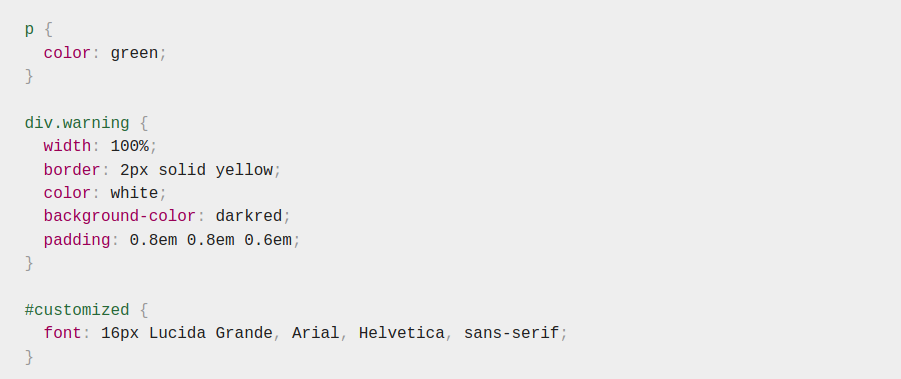 p {
  color: green;
}

div.warning {
  width: 100%;
  border: 2px solid yellow;
  color: white;
  background-color: darkred;
  padding: 0.8em 0.8em 0.6em;
}

#customized {
  font: 16px Lucida Grande, Arial, Helvetica, sans-serif;
}